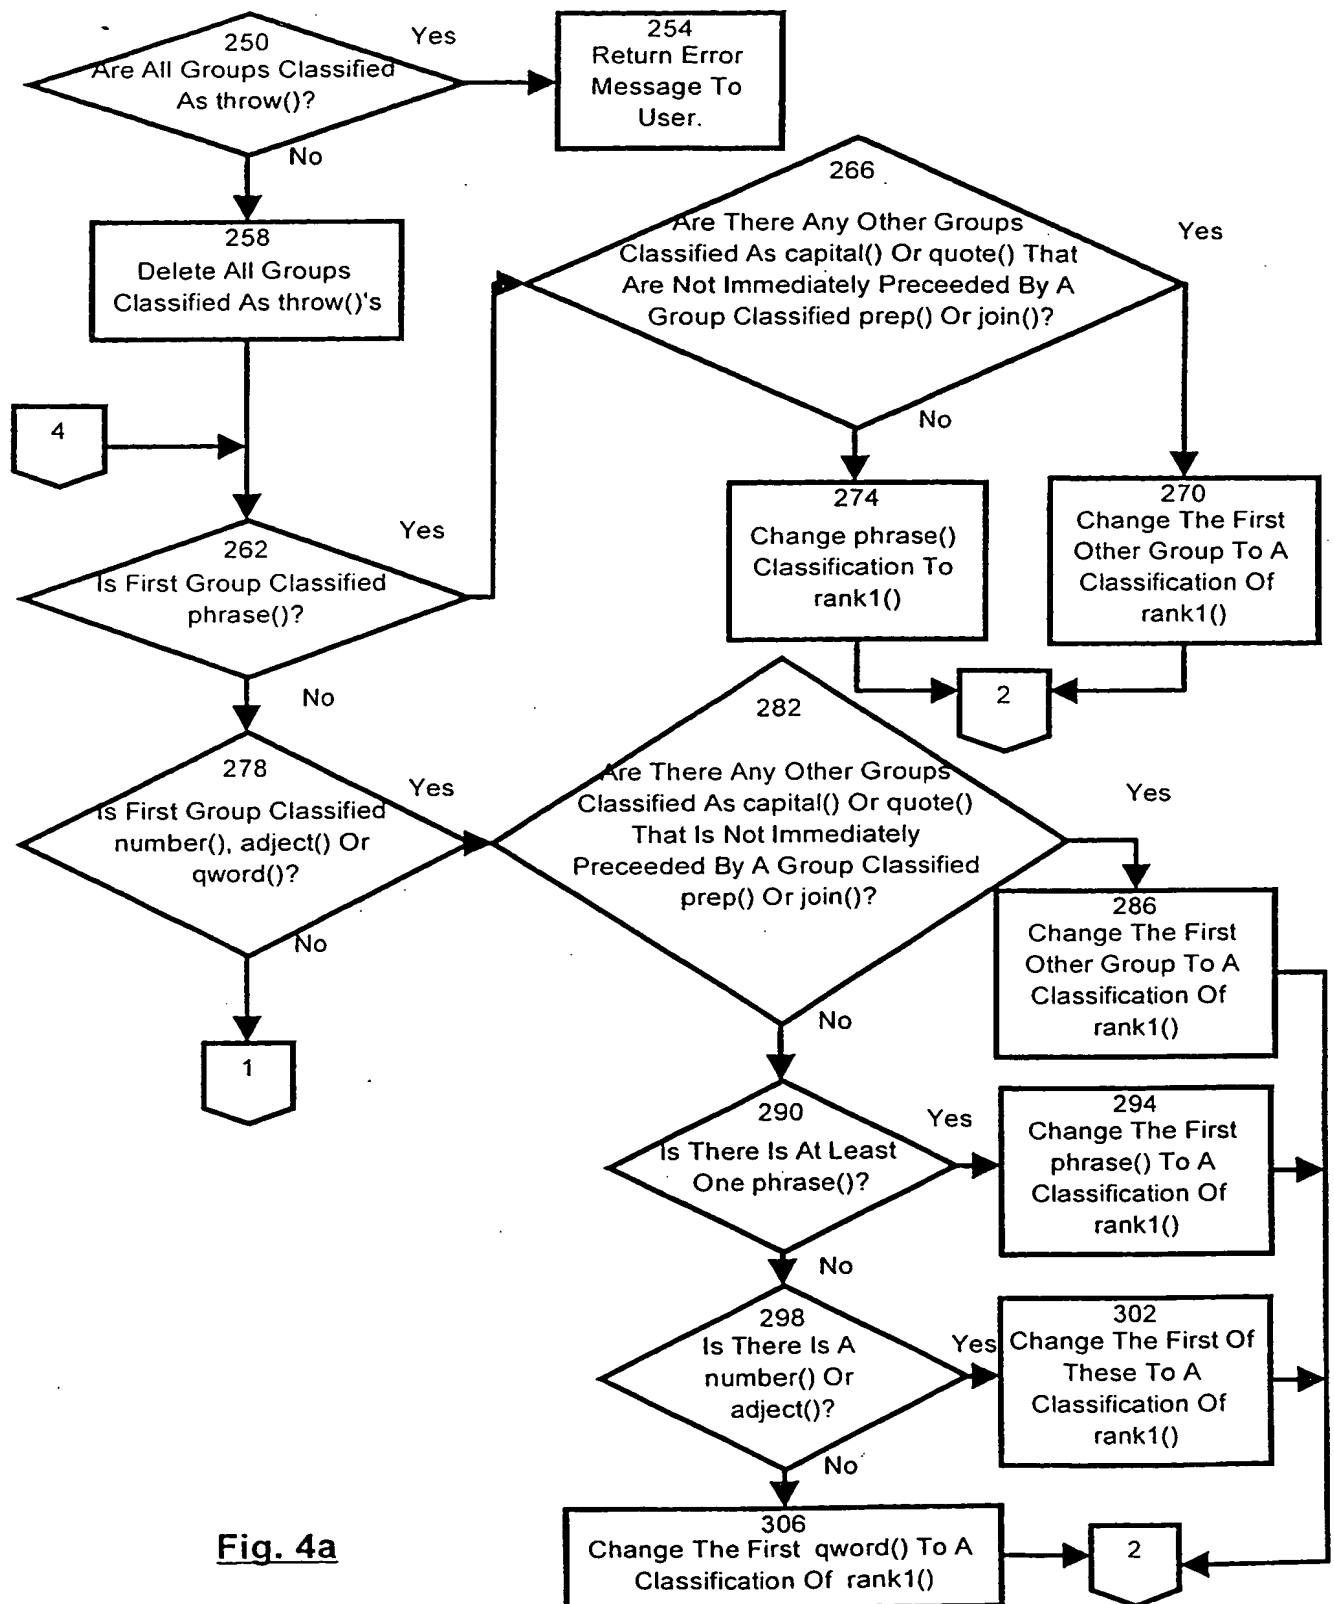 250
Are All Groups Classified
As throw()?
Yes
No
254
Return Error
Message To
User.
258
Delete All Groups
Classified As throw()'s
266
Are There Any Other Groups
Classified As capital() Or quote() That
Are Not Immediately Preceeded By A
Group Classified prep() Or join()?
Yes
No
4
262
Is First Group Classified
phrase()?
Yes
No
274
Change phrase()
Classification To
rank1()
270
Change The First
Other Group To A
Classification Of
rank1()
2
278
Is First Group Classified
number(), adject() Or
qword()?
Yes
No
1
282
Are There Any Other Groups
Classified As capital() Or quote()
That Is Not Immediately
Preceeded By A Group Classified
prep() Or join()?
Yes
No
286
Change The First
Other Group To A
Classification Of
rank1()
290
Is There Is At Least
One phrase()?
Yes
No
294
Change The First
phrase() To A
Classification Of
rank1()
298
Is There Is A
number() Or
adject()?
Yes
No
302
Change The First Of
These To A
Classification Of
rank1()
306
Change The First qword() To A
Classification Of rank1()
2
Fig. 4a